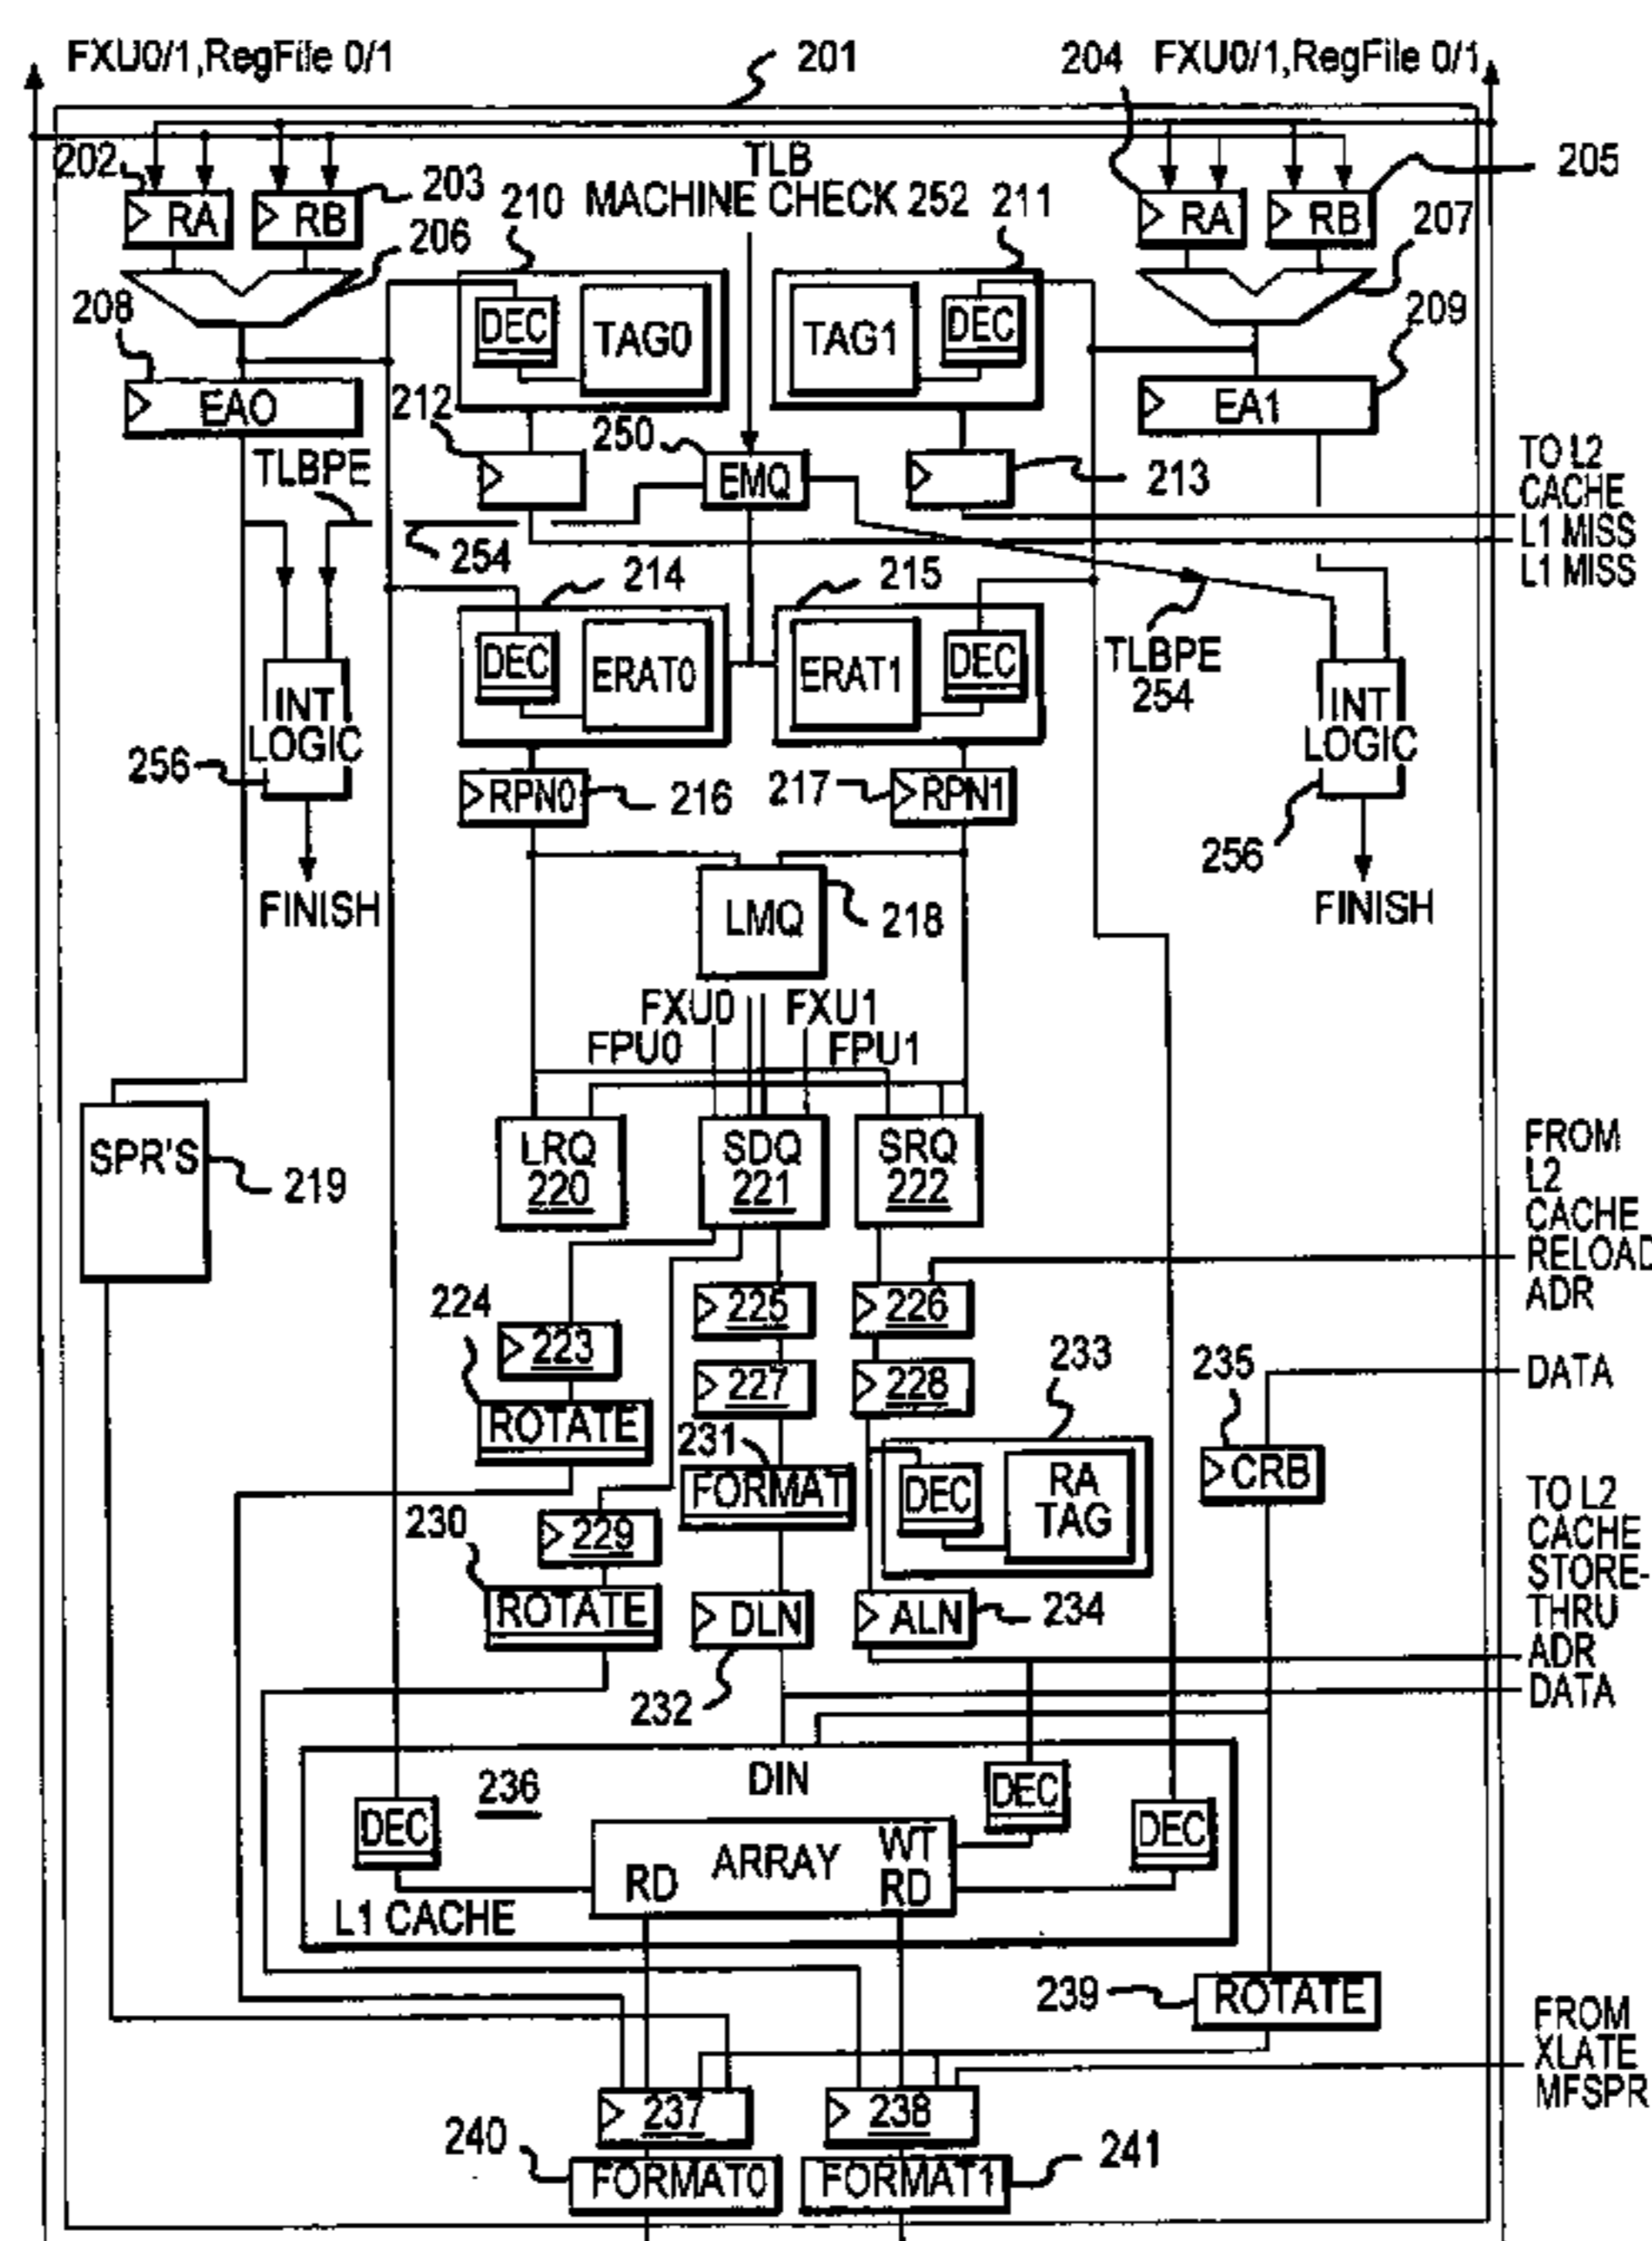 FXU0/1,RegFile 0/1
201
204
FXU0/1,RegFile 0/1
202
203
TLB
MACHINE CHECK 252
205
RA
RB
210
211
RA
RB
206
207
208
DEC
TAG0
TAG1
DEC
209
EAO
212
250
EA1
TLBPE
EMQ
213
TO L2
CACHE
L1 MISS
L1 MISS
254
214
215
DEC
ERAT0
ERAT1
DEC
TLBPE
254
INT
LOGIC
INT
LOGIC
256
RPN0
216
217
RPN1
256
FINISH
LMQ
218
FINISH
FXU0
FXU1
FPU0
FPU1
SPR'S
219
LRQ
220
SDQ
221
SRQ
222
FROM
L2
CACHE
RELOAD
ADR
224
225
226
223
227
228
233
235
DATA
ROTATE
231
FORMAT
DEC
RA
TAG
CRB
230
229
TO L2
CACHE
STORE-
THRU
ADR
DATA
ROTATE
DLN
ALN
234
232
DIN
236
DEC
DEC
DEC
ARRAY
WT
RD
RD
L1 CACHE
239
ROTATE
FROM
XLATE
MFSPR
237
238
240
241
FORMAT0
FORMAT1